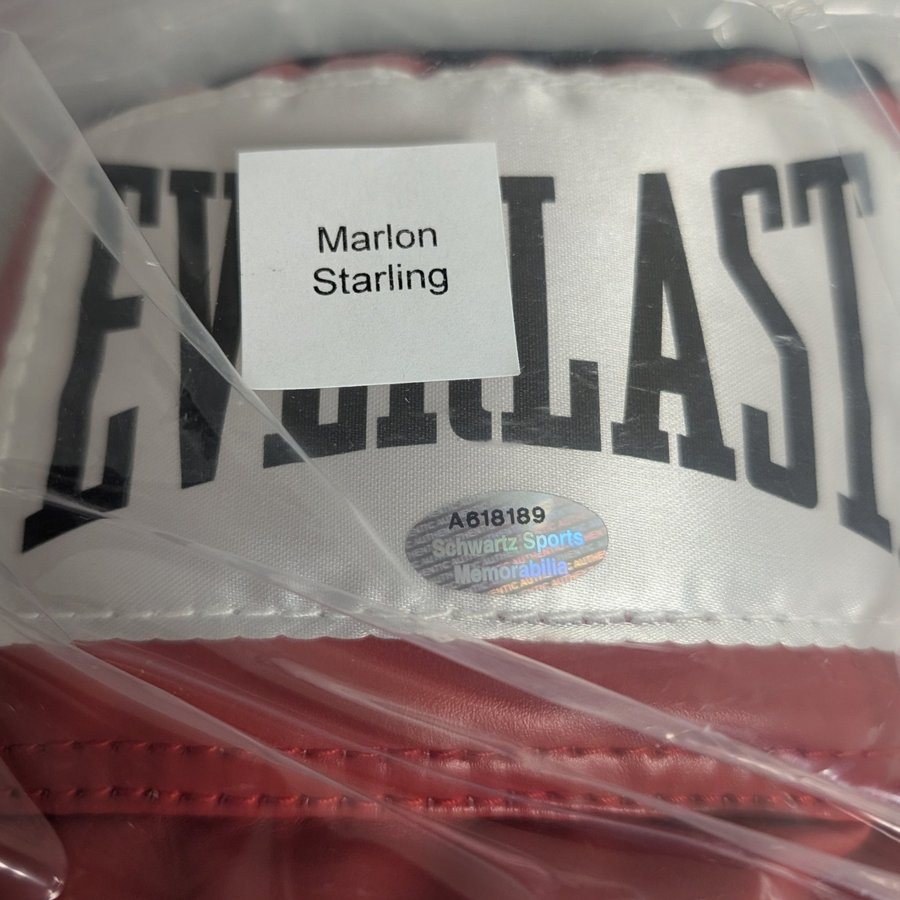 EVERLAST
Marlon
Starling
A618189
Schwartz Sports
Memorabilia